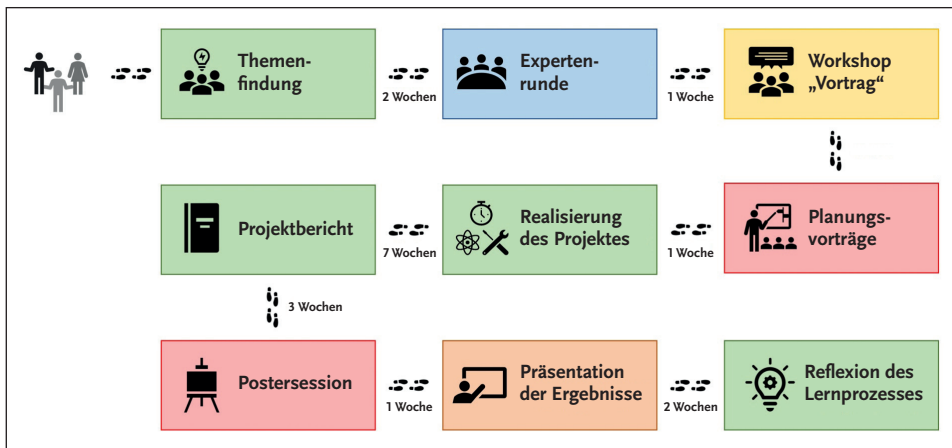 Themen-
findung
2 Wochen
Experten-
runde
1 Woche
Workshop
„Vortrag“
Planungs-
vorträge
1 Woche
Realisierung
des Projektes
7 Wochen
Projektbericht
3 Wochen
Postersession
1 Woche
Präsentation
der Ergebnisse
2 Wochen
Reflexion des
Lernprozesses